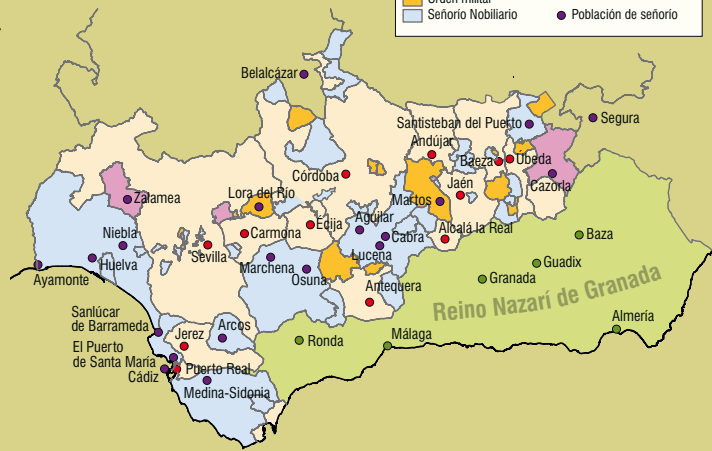 Orden militar
Señorío Nobiliario
Población de señorío
Belalcázar
Segura
Santisteban del Puerto
Andújar
Baeza
Úbeda
Córdoba
Cazorla
Zalamea
Lora del Río
Martos
Jaén
Niebla
Carmona
Écija
Aguilar
Cabra
Alcalá la Real
Baza
Huelva
Sevilla
Lucena
Marchena
Osuna
Guadix
Ayamonte
Antequera
Granada
Reino Nazarí de Granada
Sanlúcar
de Barrameda
Arcos
Jerez
Ronda
Málaga
Almería
El Puerto
de Santa María
Cádiz
Puerto Real
Medina-Sidonia